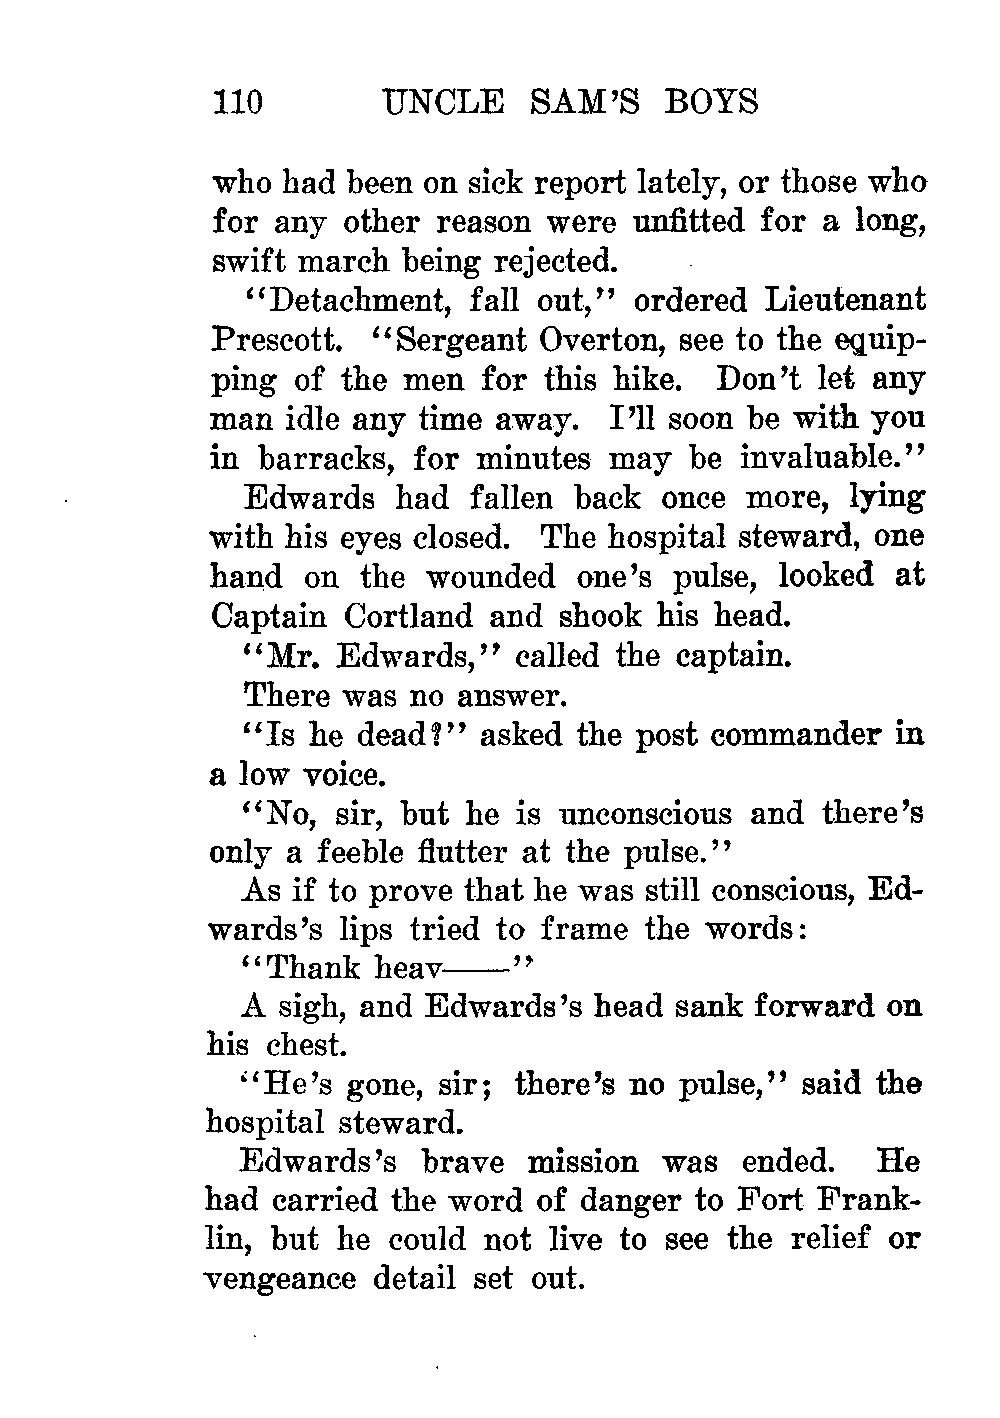 110 UNCLE SAM'S BOYS
who had been on sick report lately, or those who
for any other reason were unfitted for a long,
swift march being rejected.
"Detachment, fall out," ordered Lieutenant
Prescott. "Sergeant Overton, see to the equip-
ping of the men for this hike. Don't let any
man idle any time away. I'll soon be with you
in barracks, for minutes may be invaluable."
Edwards had fallen back once more, lying
with his eyes closed. The hospital steward, one
hand on the wounded one's pulse, looked at
Captain Cortland and shook his head.
"Mr. Edwards," called the captain.
There was no answer.
"Is he dead?" asked the post commander in
a low voice.
"No, sir, but he is unconscious and there's
only a feeble flutter at the pulse."
As if to prove that he was still conscious, Ed-
wards's lips tried to frame the words:
"Thank heav——"
A sigh, and Edwards's head sank forward on
his chest.
"He's gone, sir; there's no pulse," said the
hospital steward.
Edwards's brave mission was ended. He
had carried the word of danger to Fort Frank-
lin, but he could not live to see the relief or
vengeance detail set out.